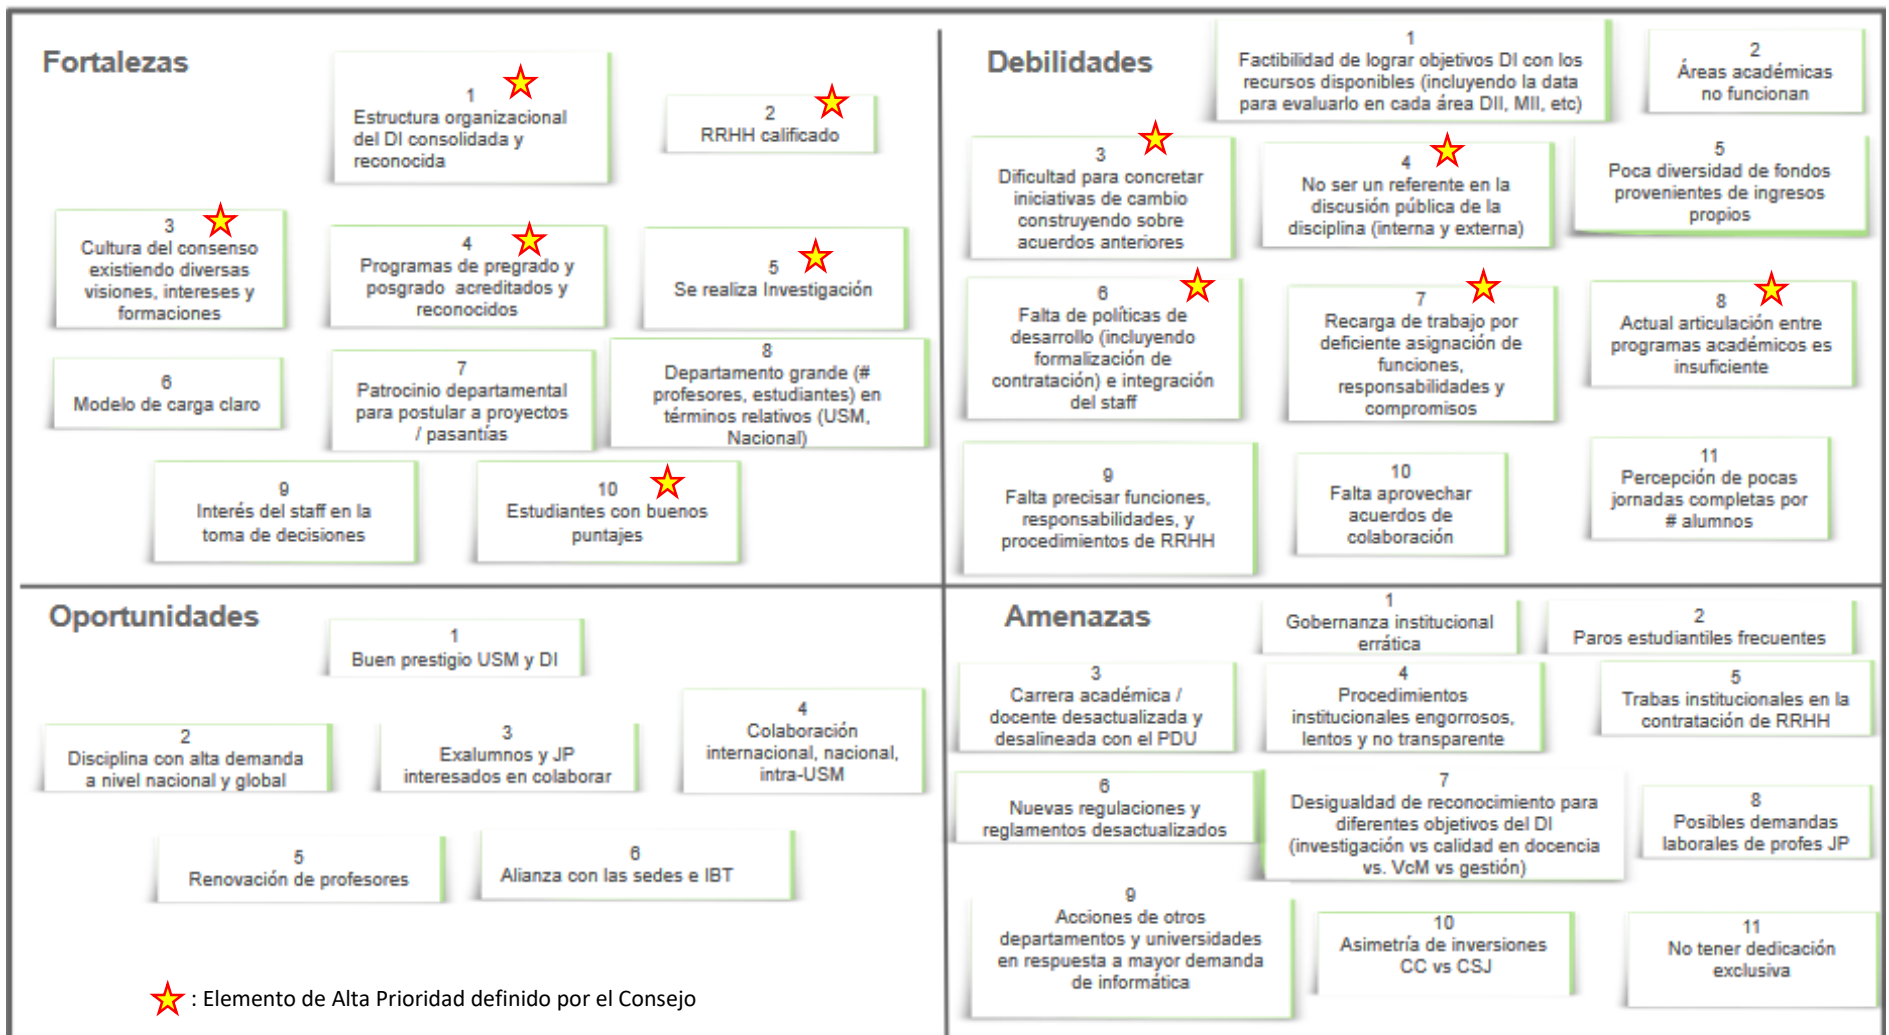 Fortalezas
1
Estructura organizacional
del DI consolidada y
reconocida
2
RRHH calificado
3
Cultura del consenso
existiendo diversas
visiones, intereses y
formaciones
4
Programas de pregrado y
posgrado acreditados y
reconocidos
5
Se realiza Investigación
6
Modelo de carga claro
7
Patrocinio departamental
para postular a proyectos
/ pasantías
8
Departamento grande (#
profesores, estudiantes) en
términos relativos (USM,
Nacional)
9
Interés del staff en la
toma de decisiones
10
Estudiantes con buenos
puntajes
Debilidades
1
Factibilidad de lograr objetivos DI con los
recursos disponibles (incluyendo la data
para evaluarlo en cada área DII, MII, etc)
2
Áreas académicas
no funcionan
3
Dificultad para concretar
iniciativas de cambio
construyendo sobre
acuerdos anteriores
4
No ser un referente en la
discusión pública de la
disciplina (interna y externa)
5
Poca diversidad de fondos
provenientes de ingresos
propios
6
Falta de políticas de
desarrollo (incluyendo
formalización de
contratación) e integración
del staff
7
Recarga de trabajo por
deficiente asignación de
funciones,
responsabilidades y
compromisos
8
Actual articulación entre
programas académicos es
insuficiente
9
Falta precisar funciones,
responsabilidades, y
procedimientos de RRHH
10
Falta aprovechar
acuerdos de
colaboración
11
Percepción de pocas
jornadas completas por
# alumnos
Oportunidades
1
Buen prestigio USM y DI
2
Disciplina con alta demanda
a nivel nacional y global
3
Exalumnos y JP
interesados en colaborar
4
Colaboración
internacional, nacional,
intra-USM
5
Renovación de profesores
6
Alianza con las sedes e IBT
: Elemento de Alta Prioridad definido por el Consejo
Amenazas
1
Gobernanza institucional
errática
2
Paros estudiantiles frecuentes
3
Carrera académica /
docente desactualizada y
desalineada con el PDU
4
Procedimientos
institucionales engorrosos,
lentos y no transparente
5
Trabas institucionales en la
contratación de RRHH
6
Nuevas regulaciones y
reglamentos desactualizados
7
Desigualdad de reconocimiento para
diferentes objetivos del DI
(investigación vs calidad en docencia
vs. VcM vs gestión)
8
Posibles demandas
laborales de profes JP
9
Acciones de otros
departamentos y universidades
en respuesta a mayor demanda
de informática
10
Asimetría de inversiones
CC vs CSJ
11
No tener dedicación
exclusiva